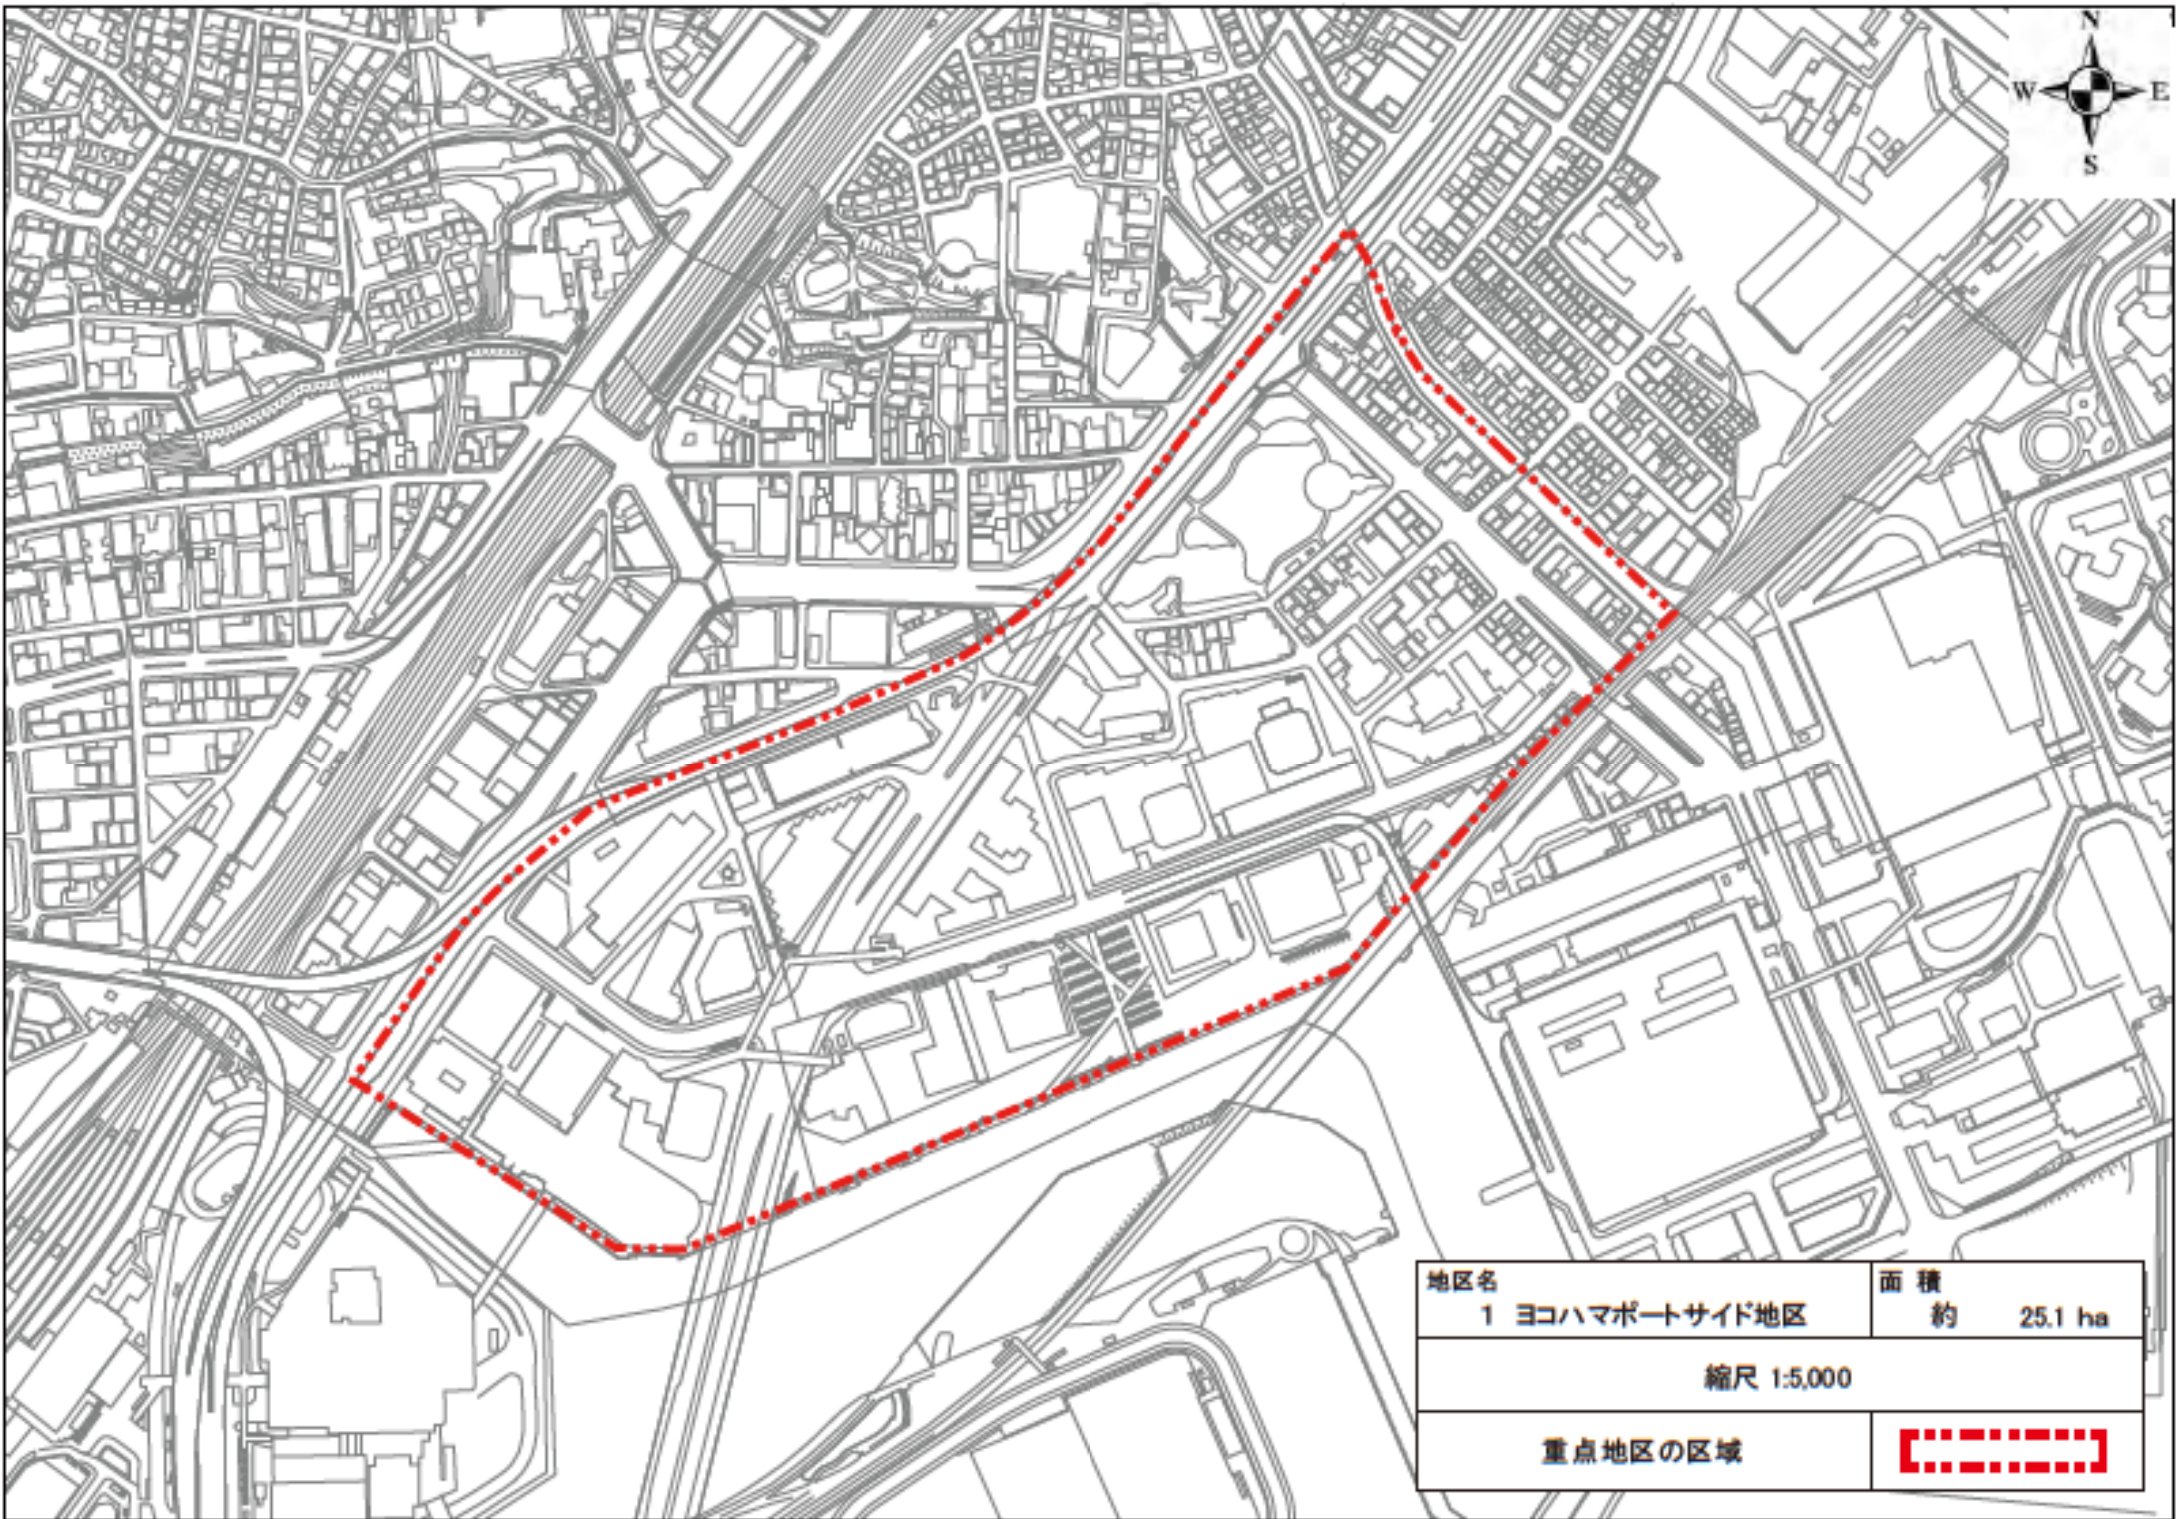 N
W E
S
地区名
1 ヨコハマポートサイド地区
面 積
約 25.1 ha
縮尺 1:5,000
重点地区の区域